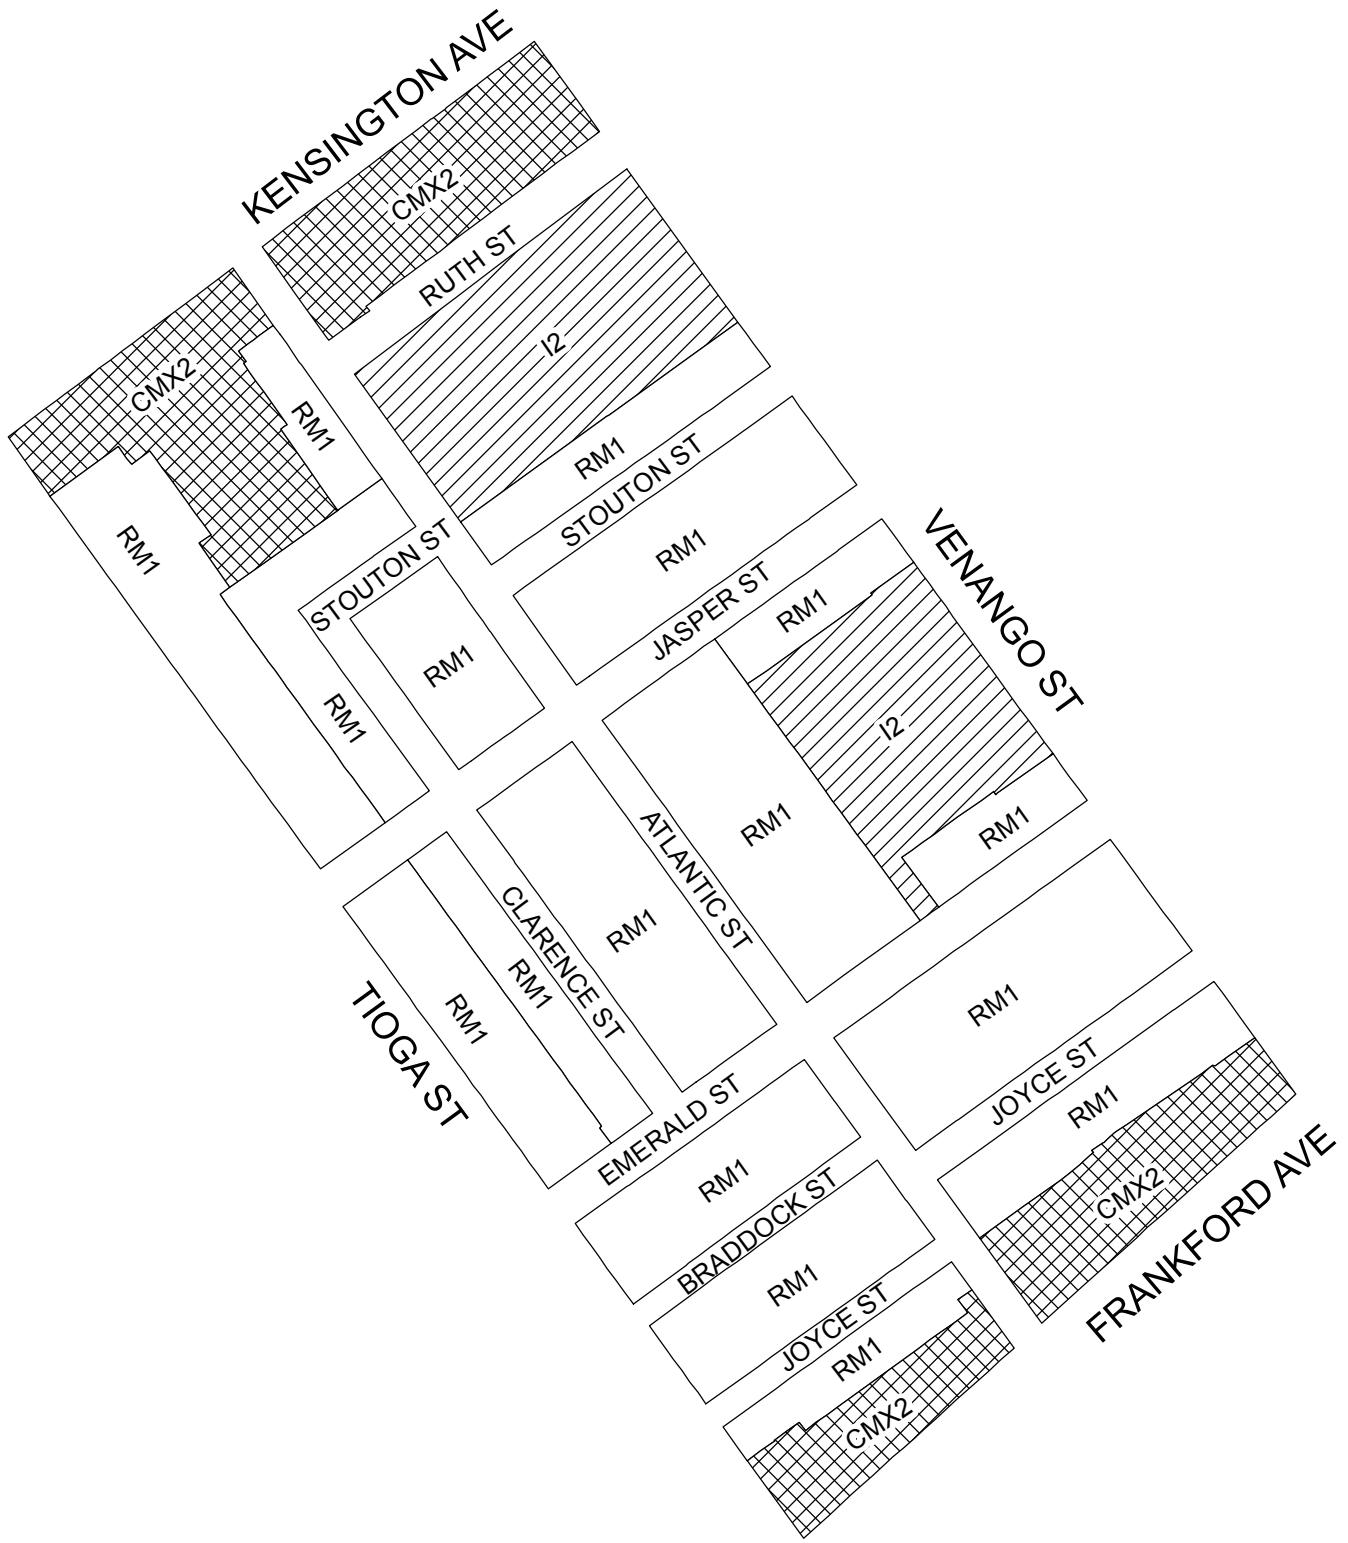 KENSINGTON AVE
CMX2
RUTH ST
I2
CMX2
RM1
RM1
STOUTON ST
RM1
RM1
STOUTON ST
RM1
JASPER ST
RM1
VENANGO ST
RM1
RM1
I2
RM1
ATLANTIC ST
RM1
CLARENCE ST
RM1
RM1
RM1
TIOGA ST
RM1
JOYCE ST
EMERALD ST
RM1
RM1
CMX2
BRADDOCK ST
FRANKFORD AVE
RM1
JOYCE ST
RM1
CMX2